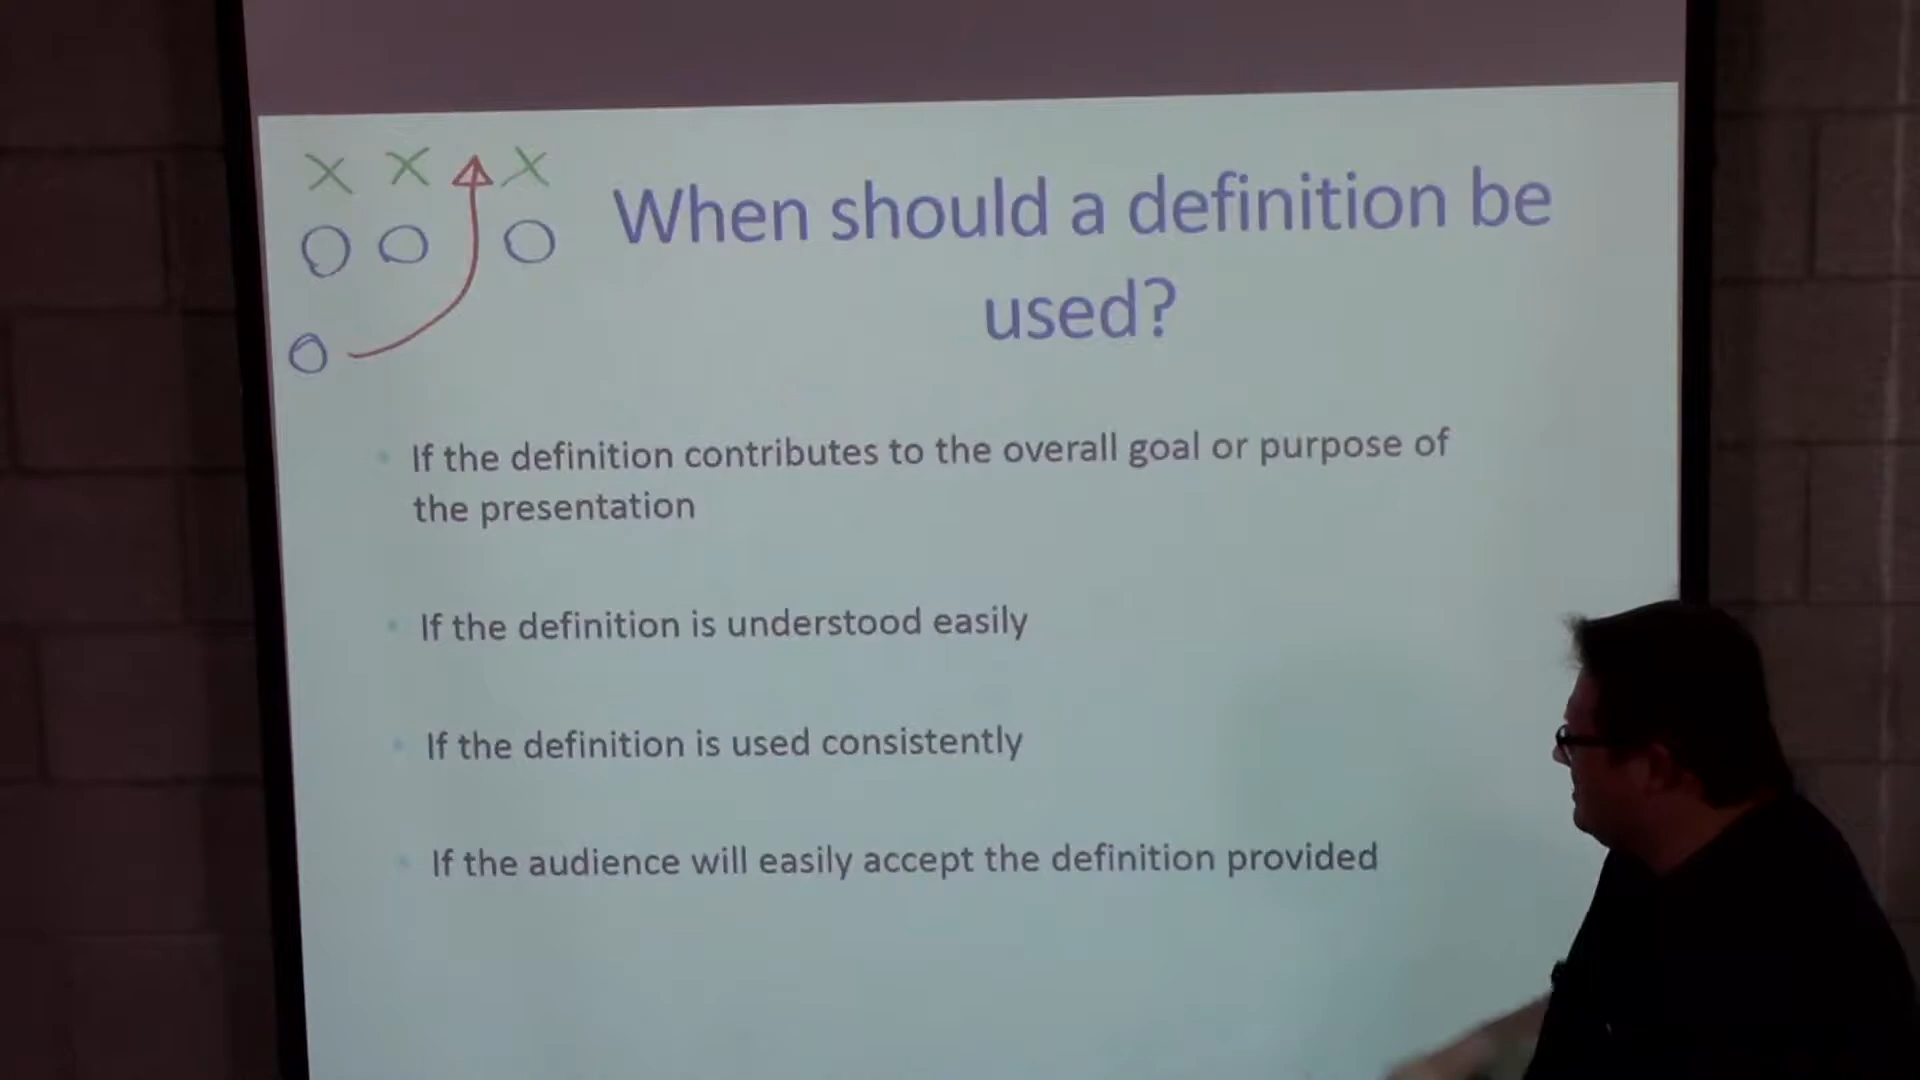 When should a definition be
used?
If the definition contributes to the overall goal or purpose of
the presentation
If the definition is understood easily
If the definition is used consistently
If the audience will easily accept the definition provided